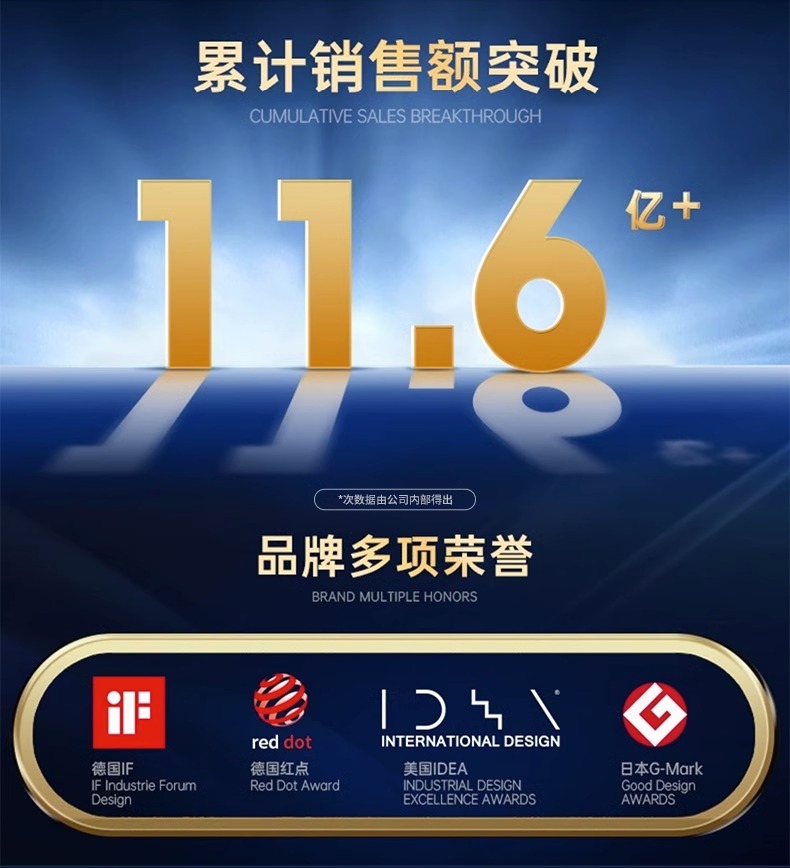 累计销售额突破
CUMULATIVE SALES BREAKTHROUGH
11.6亿+
*次数据由公司内部得出
品牌多项荣誉
BRAND MULTIPLE HONORS
iF
red dot
IDEA®
INTERNATIONAL DESIGN
G
德国IF
IF Industrie Forum
Design
德国红点
Red Dot Award
美国IDEA
INDUSTRIAL DESIGN
EXCELLENCE AWARDS
日本G-Mark
Good Design
AWARDS